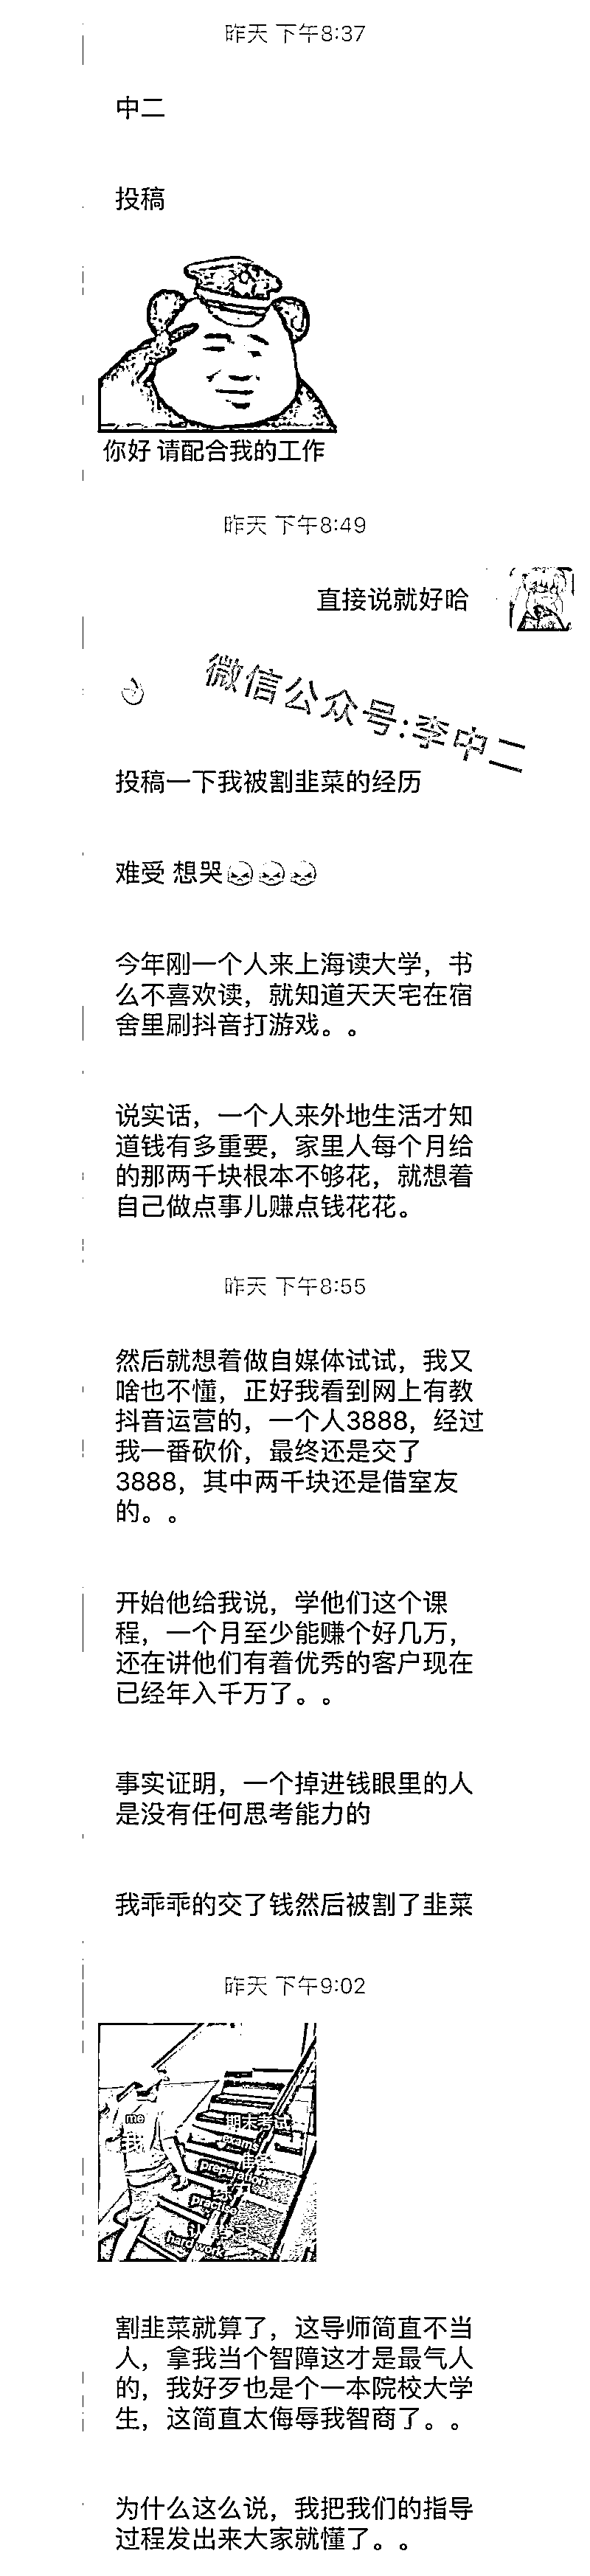 昨天 下午8:37
中二
投稿
你好 请配合我的工作
昨天 下午8:49
直接说就好哈
微信公众号:李中二
投稿一下我被割韭菜的经历
难受 想哭
今年刚一个人来上海读大学，书
么不喜欢读，就知道天天宅在宿
舍里刷抖音打游戏。。
说实话，一个人来外地生活才知
道钱有多重要，家里人每个月给
的那两千块根本不够花，就想着
自己做点事儿赚点钱花花。
昨天 下午8:55
然后就想着做自媒体试试，我又
啥也不懂，正好我看到网上有教
抖音运营的，一个人3888，经过
我一番砍价，最终还是交了
3888，其中两千块还是借室友
的。。
开始他给我说，学他们这个课
程，一个月至少能赚个好几万，
还在讲他们有着优秀的客户现在
已经年入千万了。。
事实证明，一个掉进钱眼里的人
是没有任何思考能力的
我乖乖的交了钱然后被割了韭菜
昨天 下午9:02
me
我
期末考试
exams
preparation
practice
hard work
割韭菜就算了，这导师简直不当
人，拿我当个智障这才是最气人
的，我好歹也是个一本院校大学
生，这简直太侮辱我智商了。。
为什么这么说，我把我们的指导
过程发出来大家就懂了。。